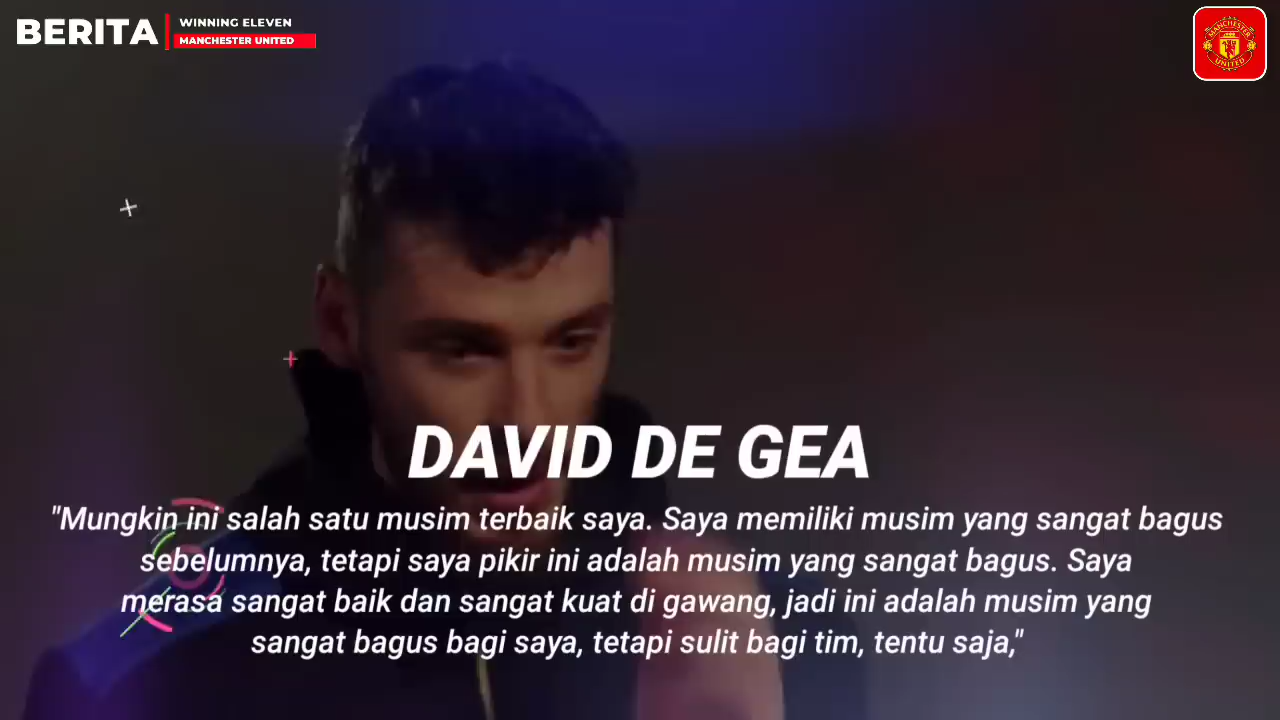 BERITA
WINNING ELEVEN
MANCHESTER UNITED
MANCHESTER
UNITED
DAVID DE GEA
"Mungkin ini salah satu musim terbaik saya. Saya memiliki musim yang sangat bagus
sebelumnya, tetapi saya pikir ini adalah musim yang sangat bagus. Saya
merasa sangat baik dan sangat kuat di gawang, jadi ini adalah musim yang
sangat bagus bagi saya, tetapi sulit bagi tim, tentu saja,"